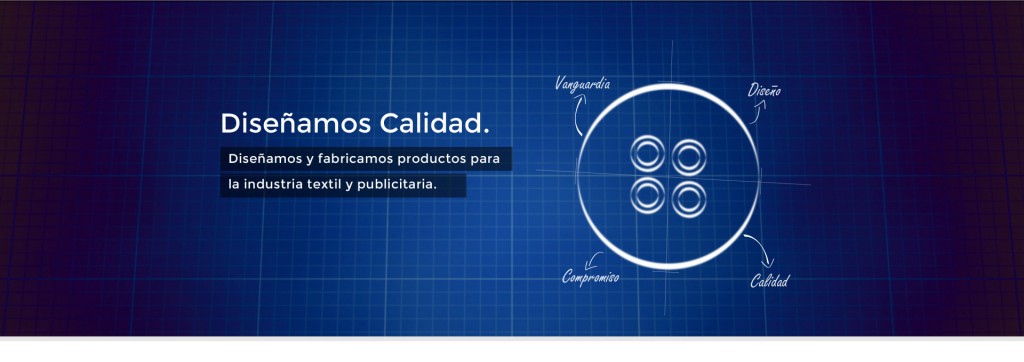 Diseñamos Calidad.
Diseñamos y fabricamos productos para
la industria textil y publicitaria.
Vanguardia
Diseño
Compromiso
Calidad